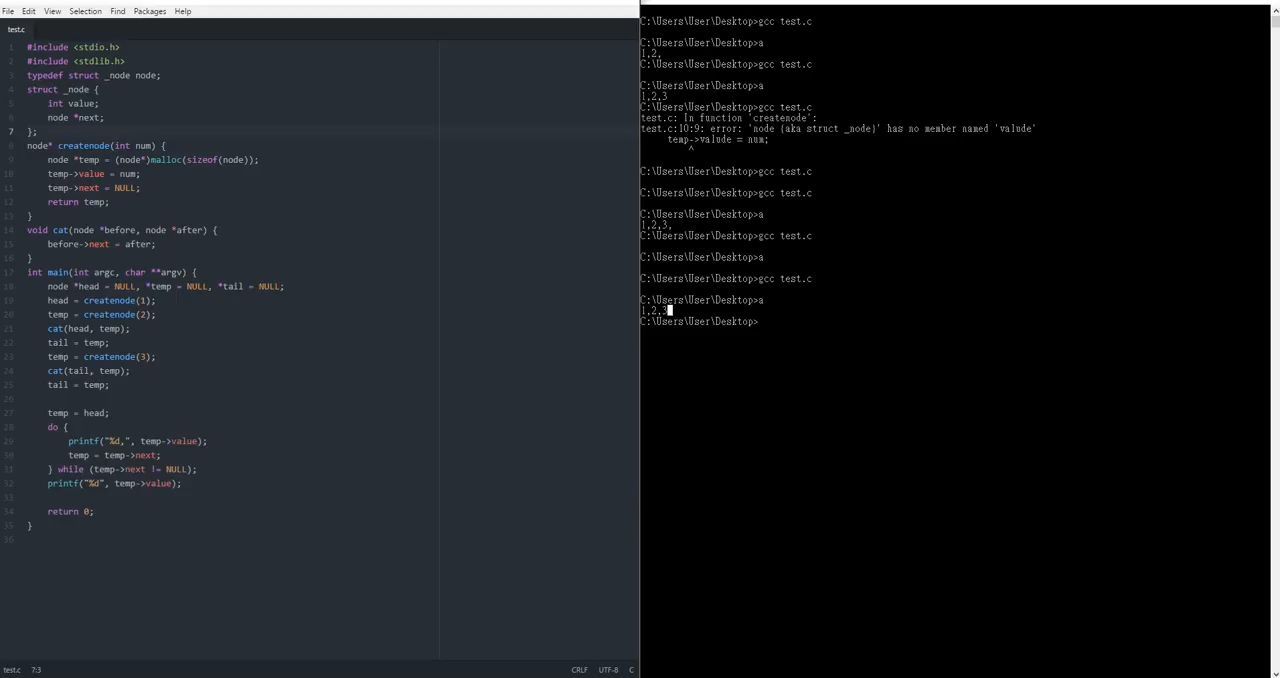 File Edit View Selection Find Packages Help
test.c
1 #include <stdio.h>
2 #include <stdlib.h>
3 typedef struct _node node;
4 struct _node {
5     int value;
6     node *next;
7 };
8 node* createnode(int num) {
9     node *temp = (node*)malloc(sizeof(node));
10     temp->value = num;
11     temp->next = NULL;
12     return temp;
13 }
14 void cat(node *before, node *after) {
15     before->next = after;
16 }
17 int main(int argc, char **argv) {
18     node *head = NULL, *temp = NULL, *tail = NULL;
19     head = createnode(1);
20     temp = createnode(2);
21     cat(head, temp);
22     tail = temp;
23     temp = createnode(3);
24     cat(tail, temp);
25     tail = temp;
26
27     temp = head;
28     do {
29         printf("%d,", temp->value);
30         temp = temp->next;
31     } while (temp->next != NULL);
32     printf("%d", temp->value);
33
34     return 0;
35 }
36
test.c 7:3 CRLF UTF-8 C
C:\Users\User\Desktop>gcc test.c
C:\Users\User\Desktop>a
1,2,
C:\Users\User\Desktop>gcc test.c
C:\Users\User\Desktop>a
1,2,3
C:\Users\User\Desktop>gcc test.c
test.c: In function 'createnode':
test.c:10:9: error: 'node {aka struct _node}' has no member named 'valude'
     temp->valude = num;
         ^
C:\Users\User\Desktop>gcc test.c
C:\Users\User\Desktop>gcc test.c
C:\Users\User\Desktop>a
1,2,3,
C:\Users\User\Desktop>gcc test.c
C:\Users\User\Desktop>a
C:\Users\User\Desktop>gcc test.c
C:\Users\User\Desktop>a
1,2,3
C:\Users\User\Desktop>